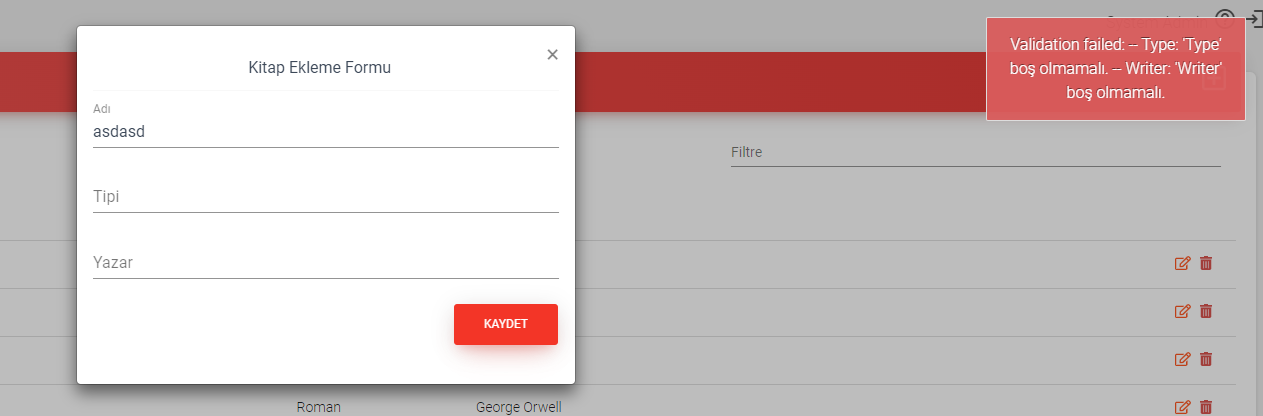 Kitap Ekleme Formu
×
Adı
asdasd
Tipi
Yazar
KAYDET
Validation failed: -- Type: 'Type'
boş olmamalı. -- Writer: 'Writer'
boş olmamalı.
Filtre
Roman George Orwell